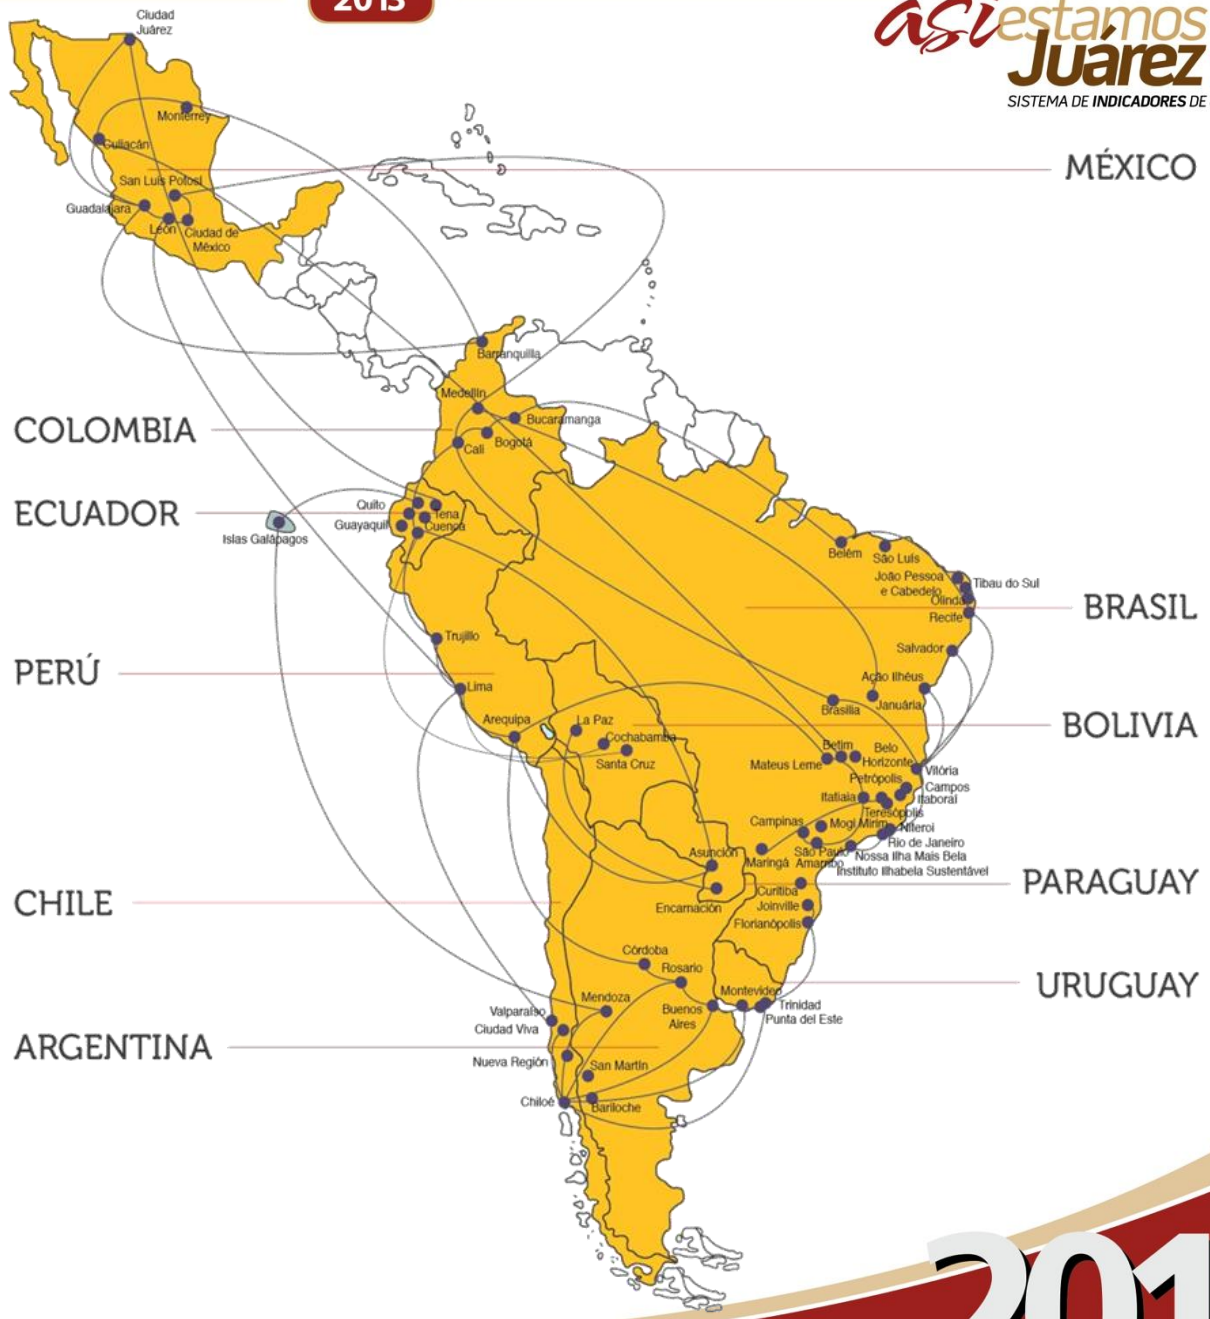 2013
así estamos
Juárez
SISTEMA DE INDICADORES DE
Ciudad
Juárez
Monterrey
Culiacán
MÉXICO
San Luis Potosí
Guadalajara
León
Ciudad de
México
Barranquilla
Medellín
Bucaramanga
COLOMBIA
Bogotá
Cali
Quito
ECUADOR
Tena
Guayaquil
Cuenca
Islas Galápagos
Belém
São Luís
João Pessoa
e Cabedelo
Tibau do Sul
Olinda
BRASIL
Recife
Trujillo
Salvador
PERÚ
Lima
Ação Ilhéus
Januária
Brasília
Arequipa
La Paz
BOLIVIA
Cochabamba
Santa Cruz
Betim
Belo
Horizonte
Mateus Leme
Vitória
Petrópolis
Campos
Itatiaia
Itaboraí
Teresópolis
Campinas
Mogi Mirim
Niteroi
Rio de Janeiro
Asunción
São Paulo
Nossa Ilha Mais Bela
Maringá
Instituto Ilhabela Sustentável
PARAGUAY
Curitiba
CHILE
Joinville
Encarnación
Florianópolis
Córdoba
Rosario
URUGUAY
Montevideo
Mendoza
Trinidad
Valparaíso
Buenos
Aires
Punta del Este
Ciudad Viva
ARGENTINA
Nueva Región
San Martín
Chiloé
Bariloche
201